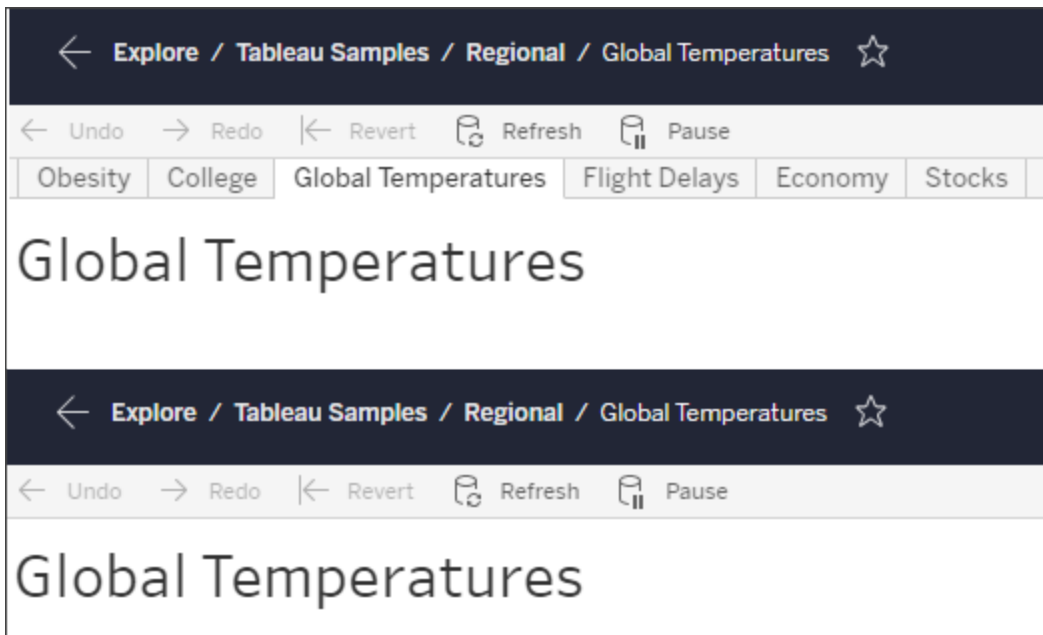 Explore / Tableau Samples / Regional / Global Temperatures
Undo Redo Revert Refresh Pause
Obesity College Global Temperatures Flight Delays Economy Stocks
Global Temperatures
Explore / Tableau Samples / Regional / Global Temperatures
Undo Redo Revert Refresh Pause
Global Temperatures